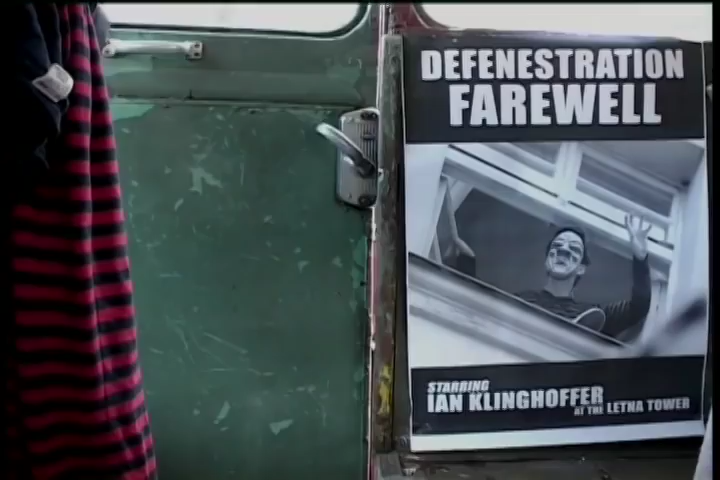 DEFENESTRATION
FAREWELL
STARRING
IAN KLINGHOFFER
AT THE LETNA TOWER